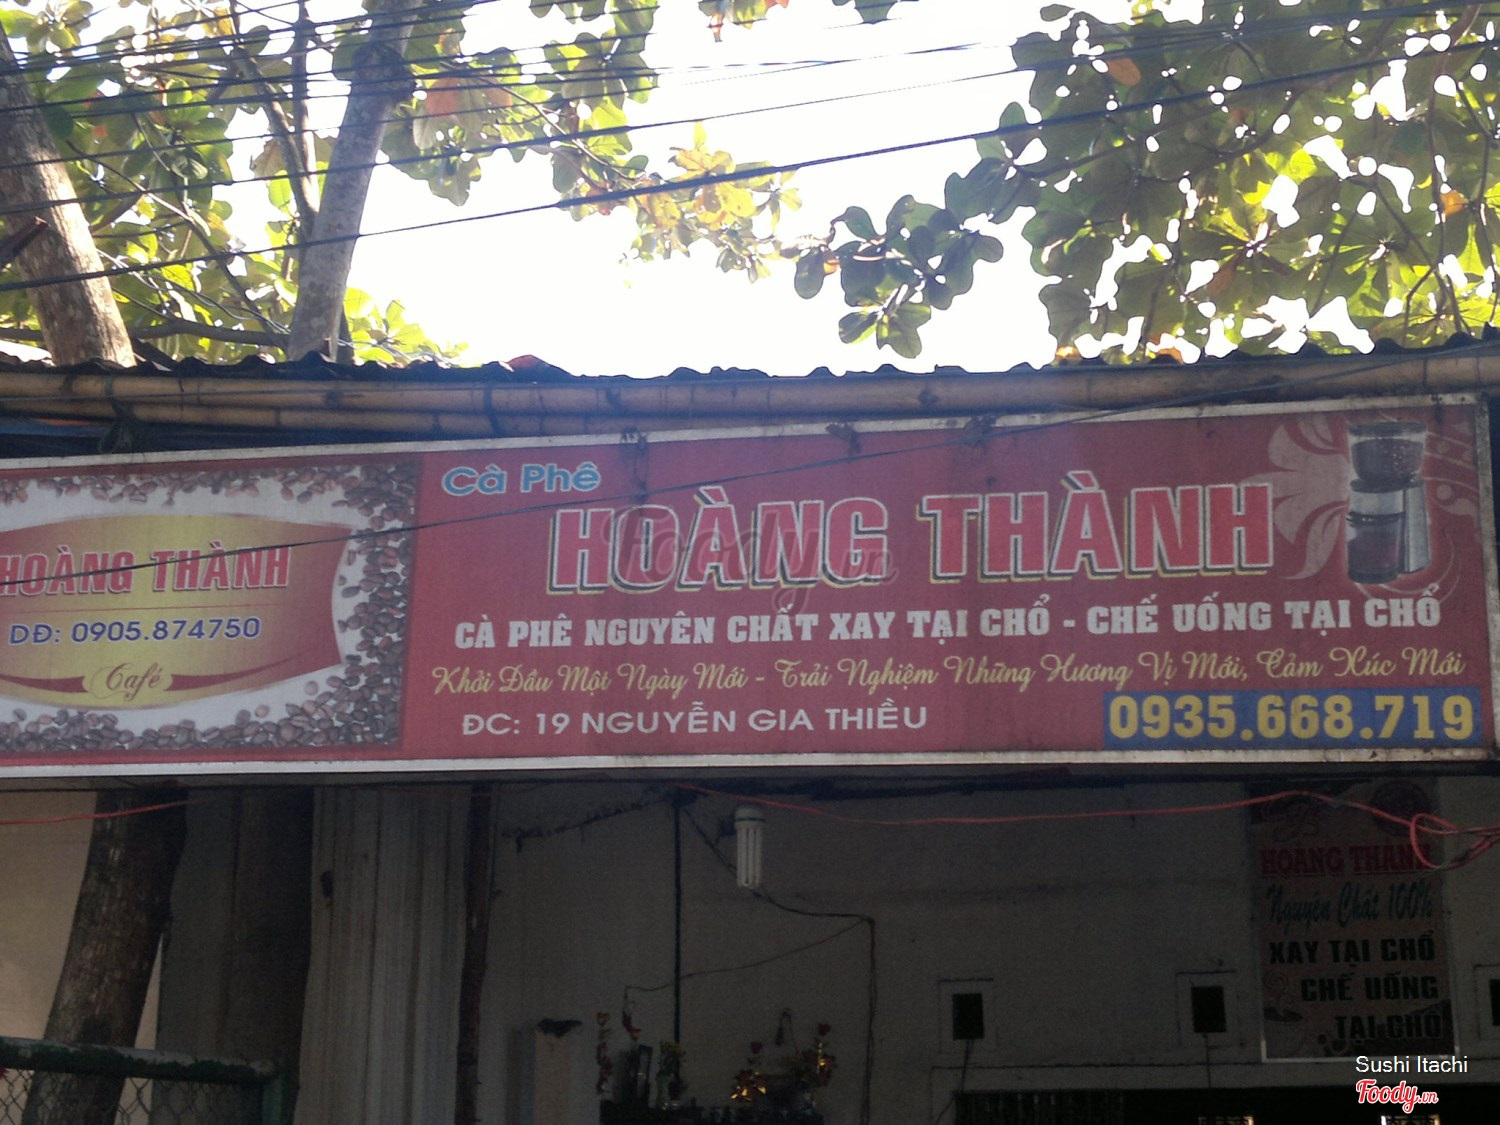 HOÀNG THÀNH
DĐ: 0905.874750
Café
Cà Phê
HOÀNG THÀNH
CÀ PHÊ NGUYÊN CHẤT XAY TẠI CHỔ - CHẾ UỐNG TẠI CHỔ
Khởi Đầu Một Ngày Mới - Trải Nghiệm Những Hương Vị Mới, Cảm Xúc Mới
ĐC: 19 NGUYỄN GIA THIỀU
0935.668.719
Foody.vn
HOÀNG THÀNH
Nguyên Chất 100%
XAY TẠI CHỔ
CHẾ UỐNG
TẠI CHỔ
Sushi Itachi
Foody.vn